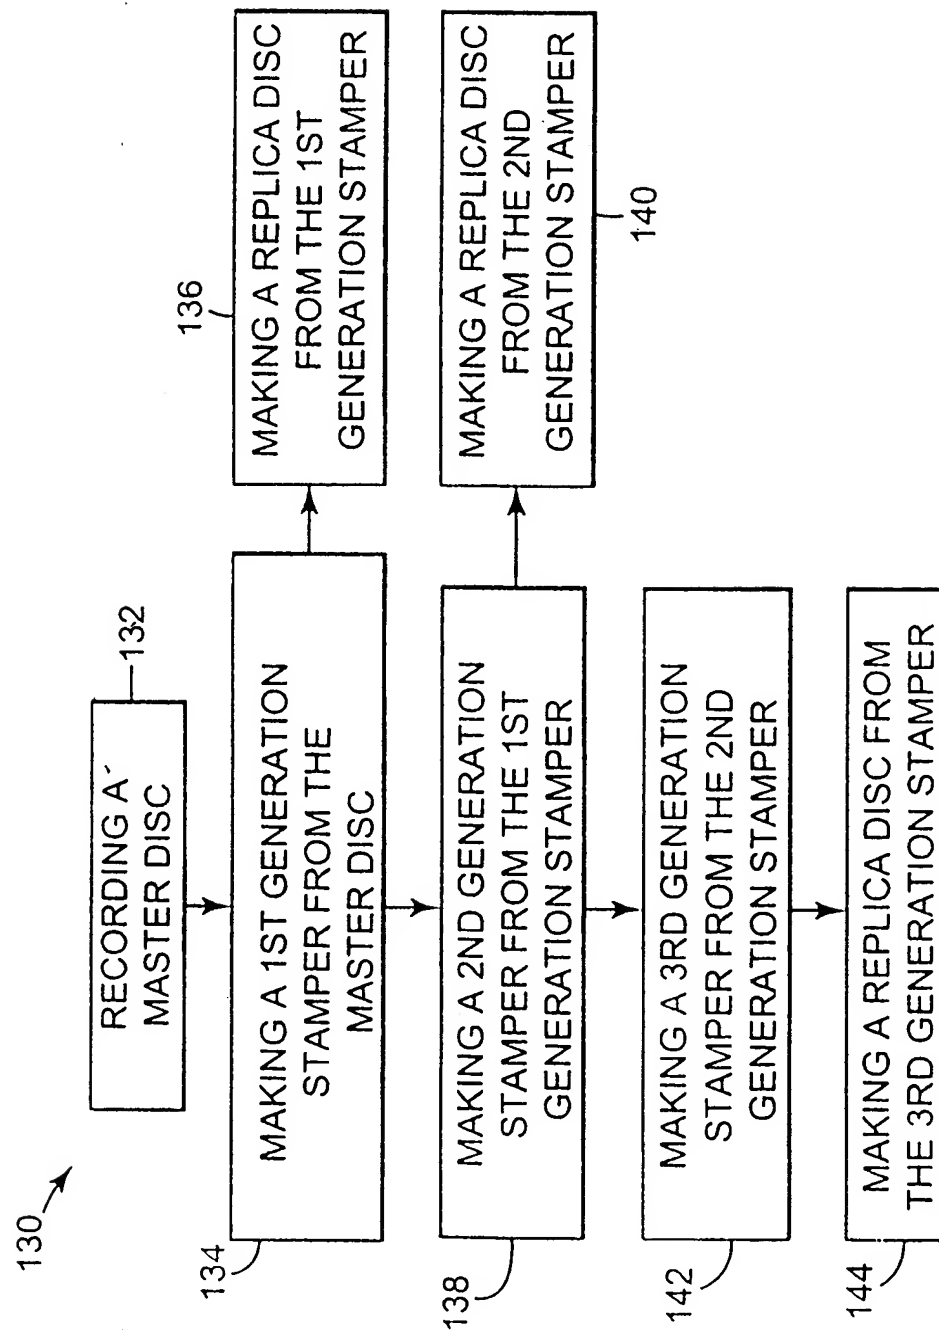 130
RECORDING A
MASTER DISC
132
134
MAKING A 1ST GENERATION
STAMPER FROM THE
MASTER DISC
136
MAKING A REPLICA DISC
FROM THE 1ST
GENERATION STAMPER
138
MAKING A 2ND GENERATION
STAMPER FROM THE 1ST
GENERATION STAMPER
MAKING A REPLICA DISC
FROM THE 2ND
GENERATION STAMPER
140
142
MAKING A 3RD GENERATION
STAMPER FROM THE 2ND
GENERATION STAMPER
144
MAKING A REPLICA DISC FROM
THE 3RD GENERATION STAMPER